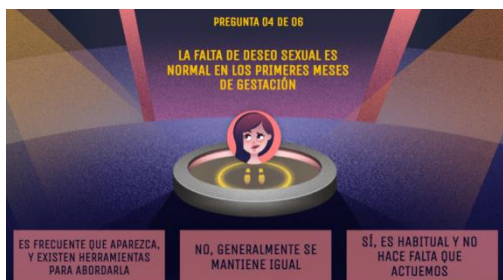 PREGUNTA 04 DE 06
LA FALTA DE DESEO SEXUAL ES
NORMAL EN LOS PRIMERES MESES
DE GESTACIÓN
ES FRECUENTE QUE APAREZCA,
Y EXISTEN HERRAMIENTAS
PARA ABORDARLA
NO, GENERALMENTE SE
MANTIENE IGUAL
SÍ, ES HABITUAL Y NO
HACE FALTA QUE
ACTUEMOS